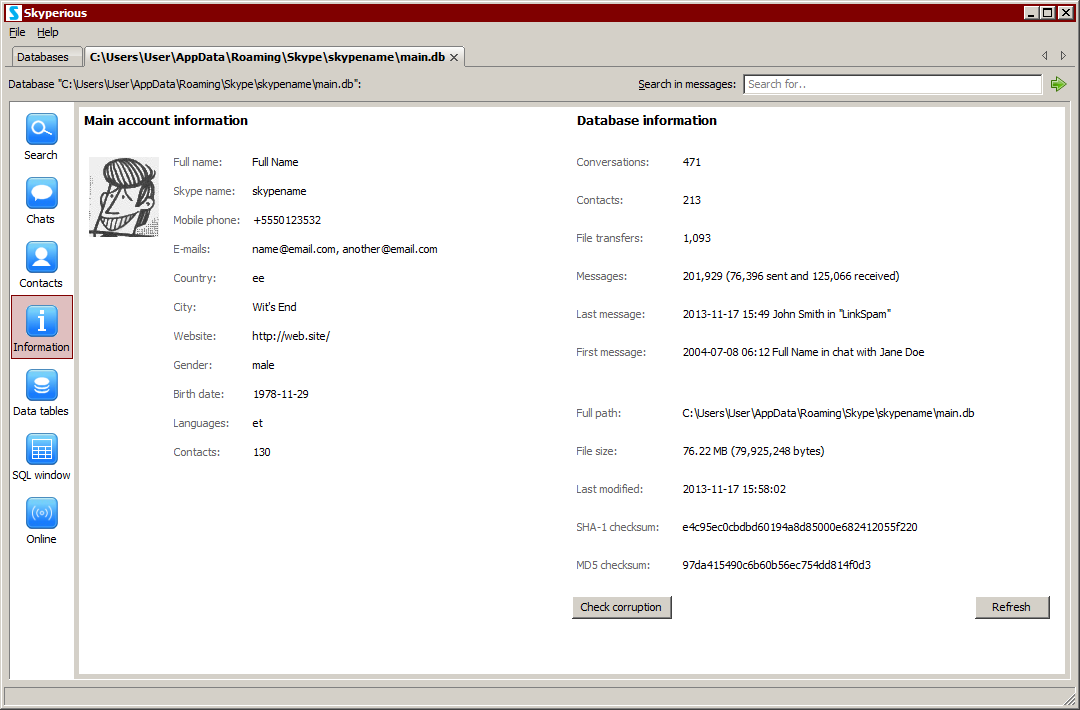 Skyperious
File Help
Databases C:\Users\User\AppData\Roaming\Skype\skypename\main.db
Database "C:\Users\User\AppData\Roaming\Skype\skypename\main.db": Search in messages: Search for..
Search
Chats
Contacts
Information
Data tables
SQL window
Online
Main account information
Full name: Full Name
Skype name: skypename
Mobile phone: +5550123532
E-mails: name@email.com, another@email.com
Country: ee
City: Wit's End
Website: http://web.site/
Gender: male
Birth date: 1978-11-29
Languages: et
Contacts: 130
Database information
Conversations: 471
Contacts: 213
File transfers: 1,093
Messages: 201,929 (76,396 sent and 125,066 received)
Last message: 2013-11-17 15:49 John Smith in "LinkSpam"
First message: 2004-07-08 06:12 Full Name in chat with Jane Doe
Full path: C:\Users\User\AppData\Roaming\Skype\skypename\main.db
File size: 76.22 MB (79,925,248 bytes)
Last modified: 2013-11-17 15:58:02
SHA-1 checksum: e4c95ec0cbdbd60194a8d85000e682412055f220
MD5 checksum: 97da415490c6b60b56ec754dd814f0d3
Check corruption Refresh